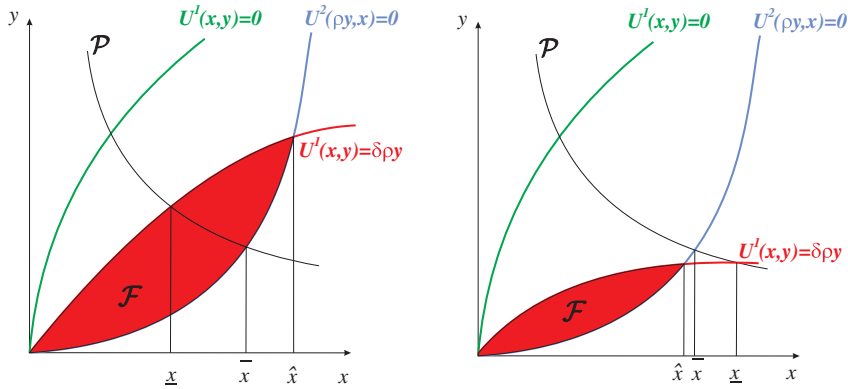 y
U¹(x,y)=0
U²(ρy,x)=0
𝒫
U¹(x,y)=δρy
ℱ
x̲
x̅
x̂
x
y
U¹(x,y)=0
U²(ρy,x)=0
𝒫
U¹(x,y)=δρy
ℱ
x̂
x̅
x̲
x